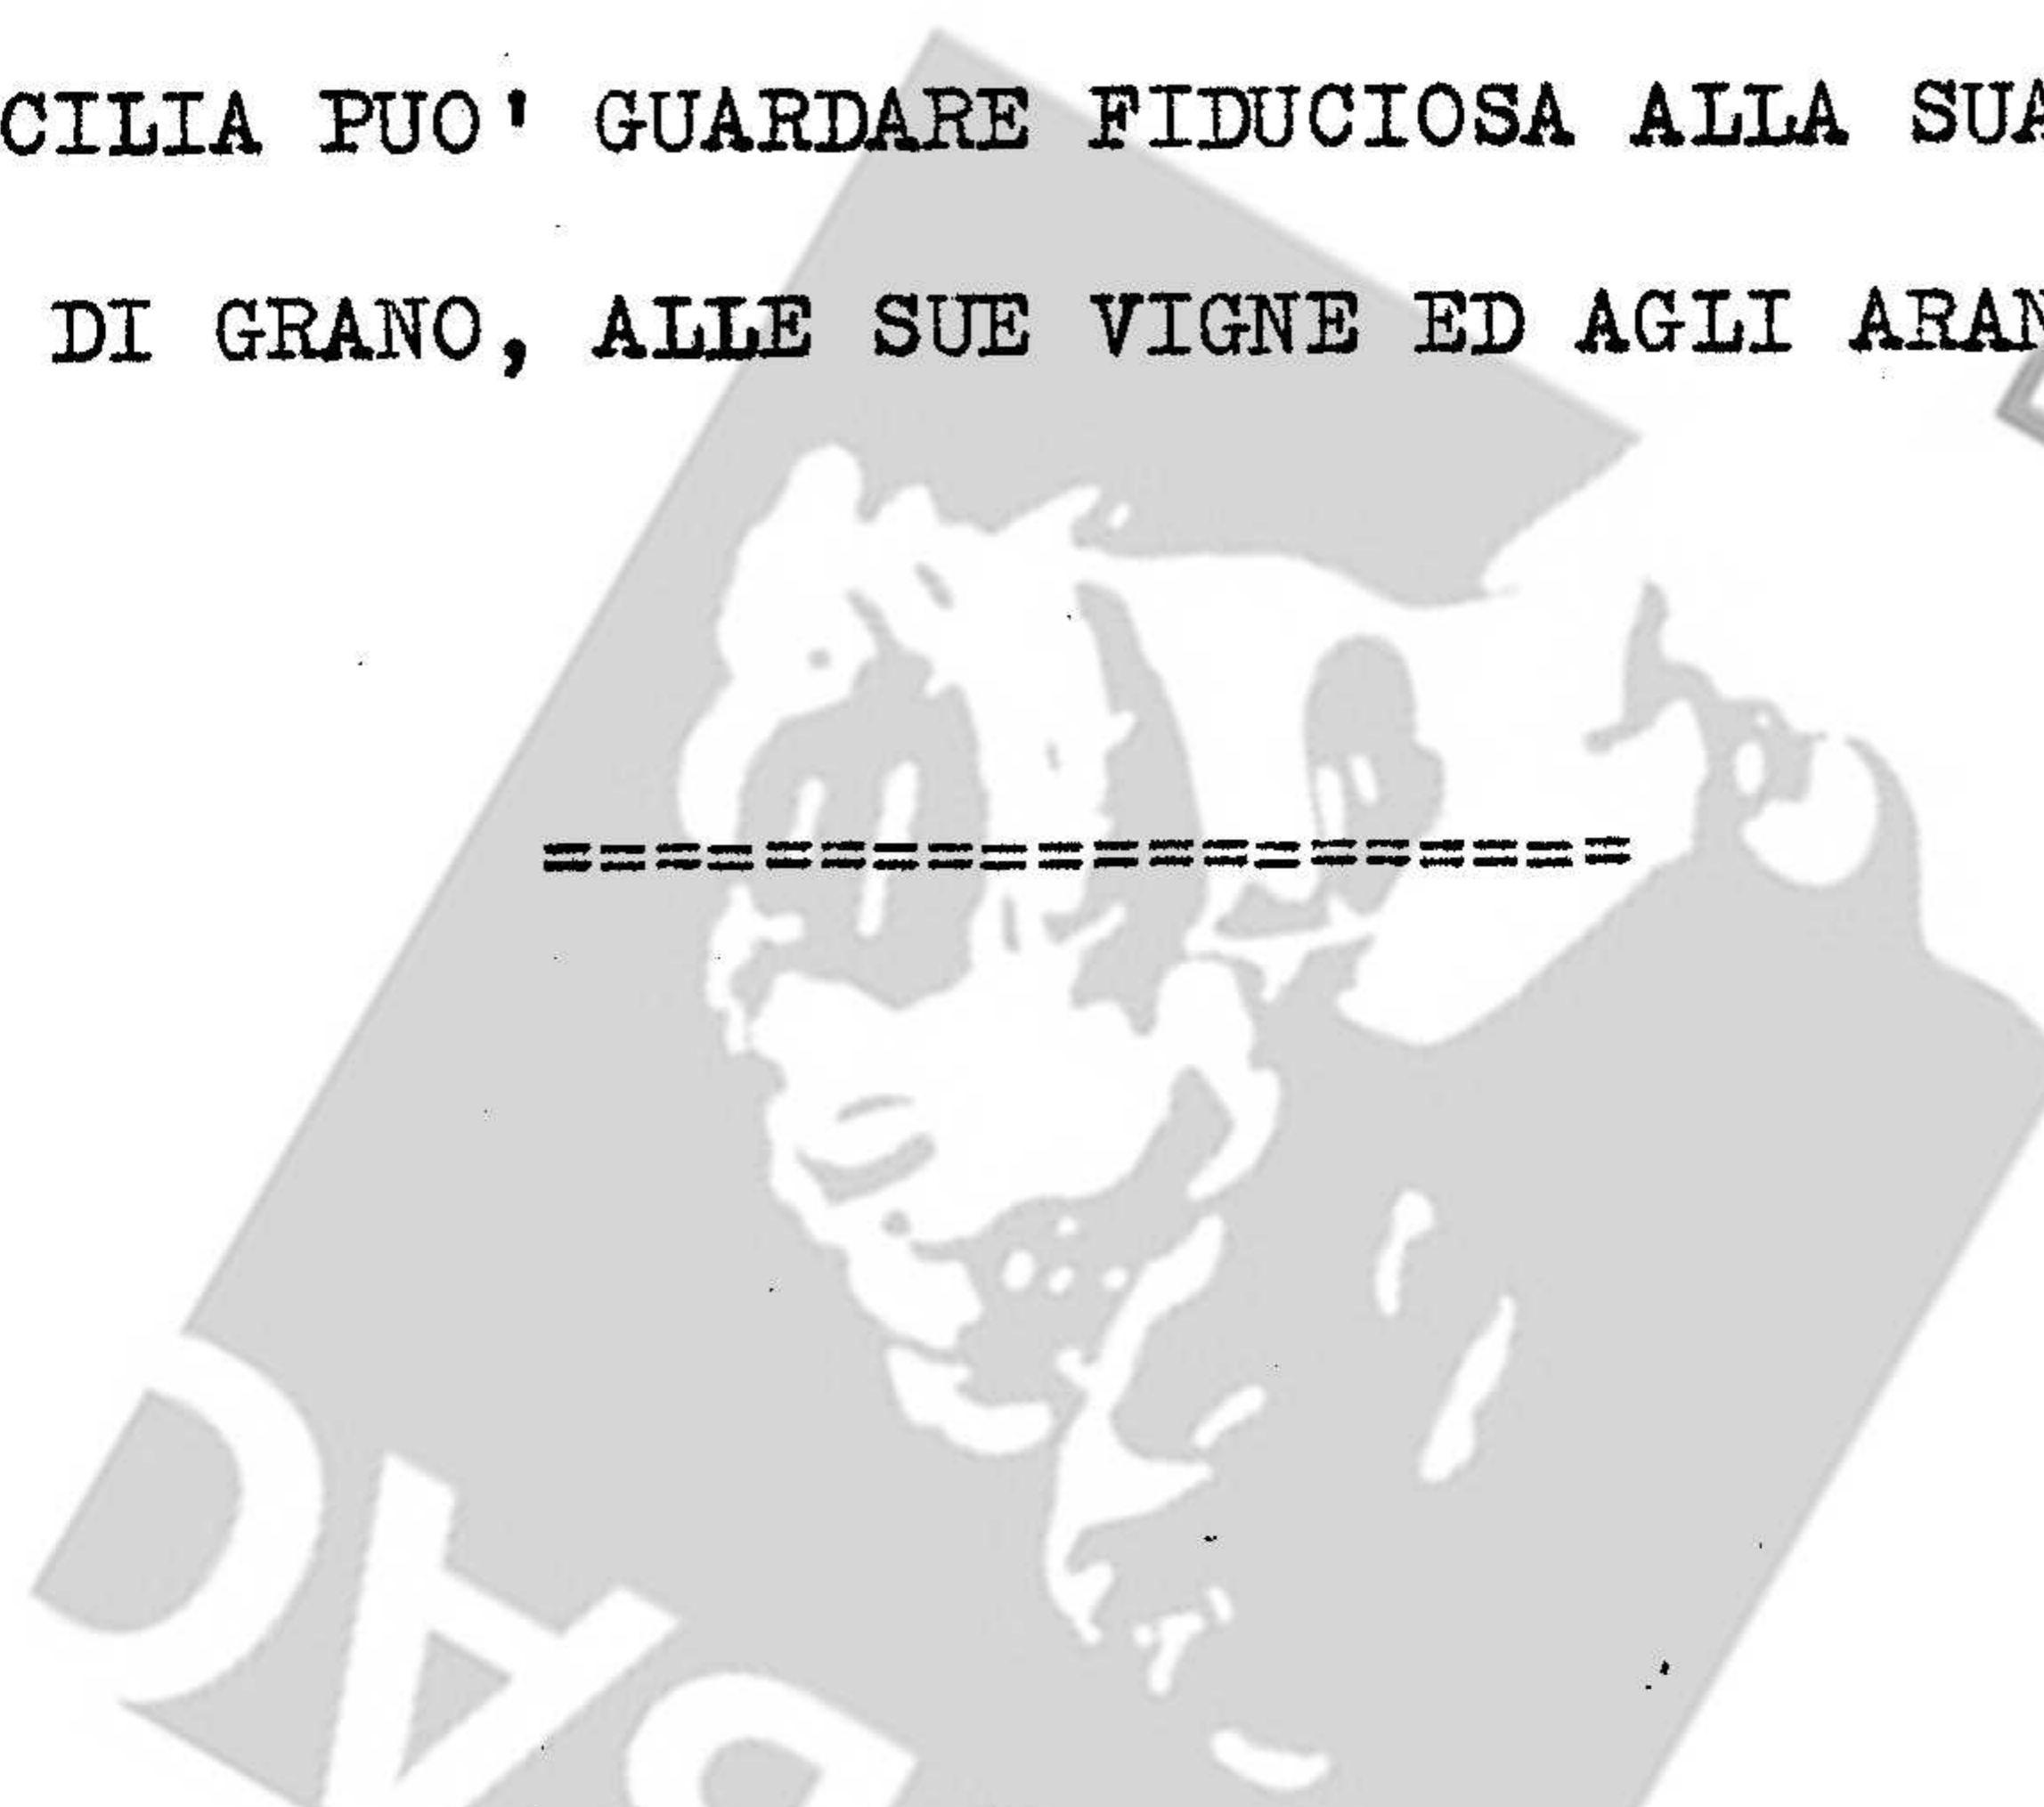 CILIA PUO' GUARDARE FIDUCIOSA ALLA SUA
DI GRANO, ALLE SUE VIGNE ED AGLI ARAN
====================